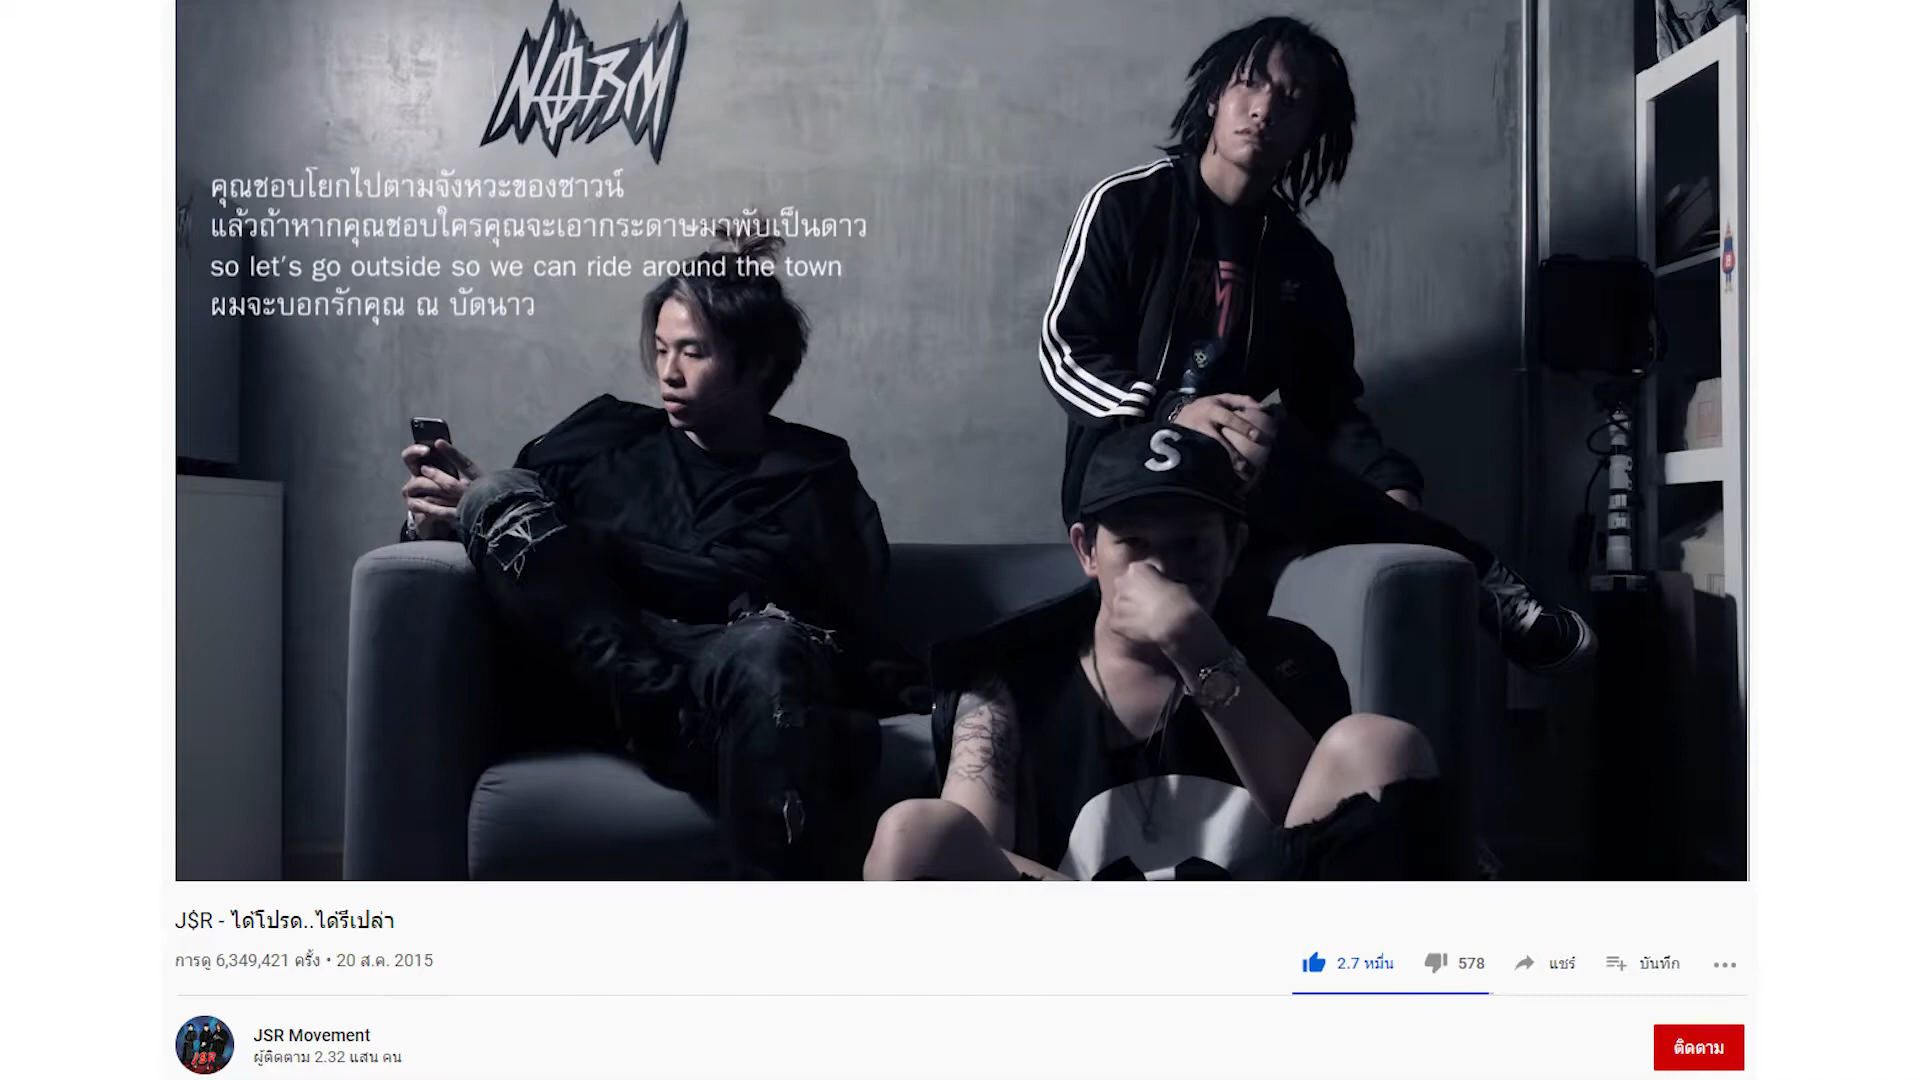 NORM
คุณชอบโยกไปตามจังหวะของซาวน์
แล้วถ้าหากคุณชอบใครคุณจะเอากระดาษมาพับเป็นดาว
so let's go outside so we can ride around the town
ผมจะบอกรักคุณ ณ บัดนาว
S
J$R - ได้โปรด..ได้รึเปล่า
การดู 6,349,421 ครั้ง • 20 ส.ค. 2015
2.7 หมื่น 578 แชร์ บันทึก
J$R
JSR Movement
ผู้ติดตาม 2.32 แสน คน
ติดตาม